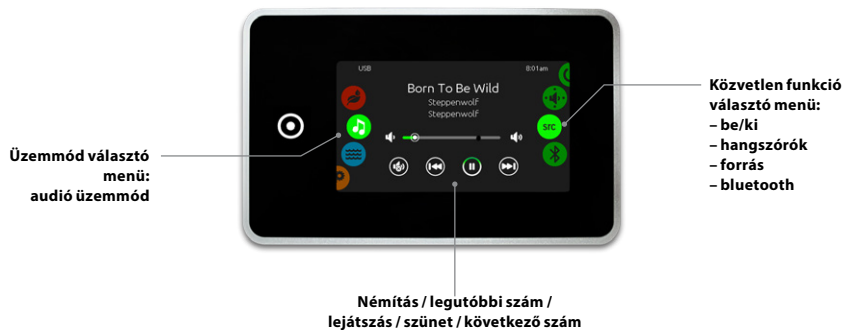 USB
8:01am
Born To Be Wild
Steppenwolf
Steppenwolf
src
Üzemmód választó
menü:
audió üzemmód
Közvetlen funkció
választó menü:
– be/ki
– hangszórók
– forrás
– bluetooth
Némítás / legutóbbi szám /
lejátszás / szünet / következő szám